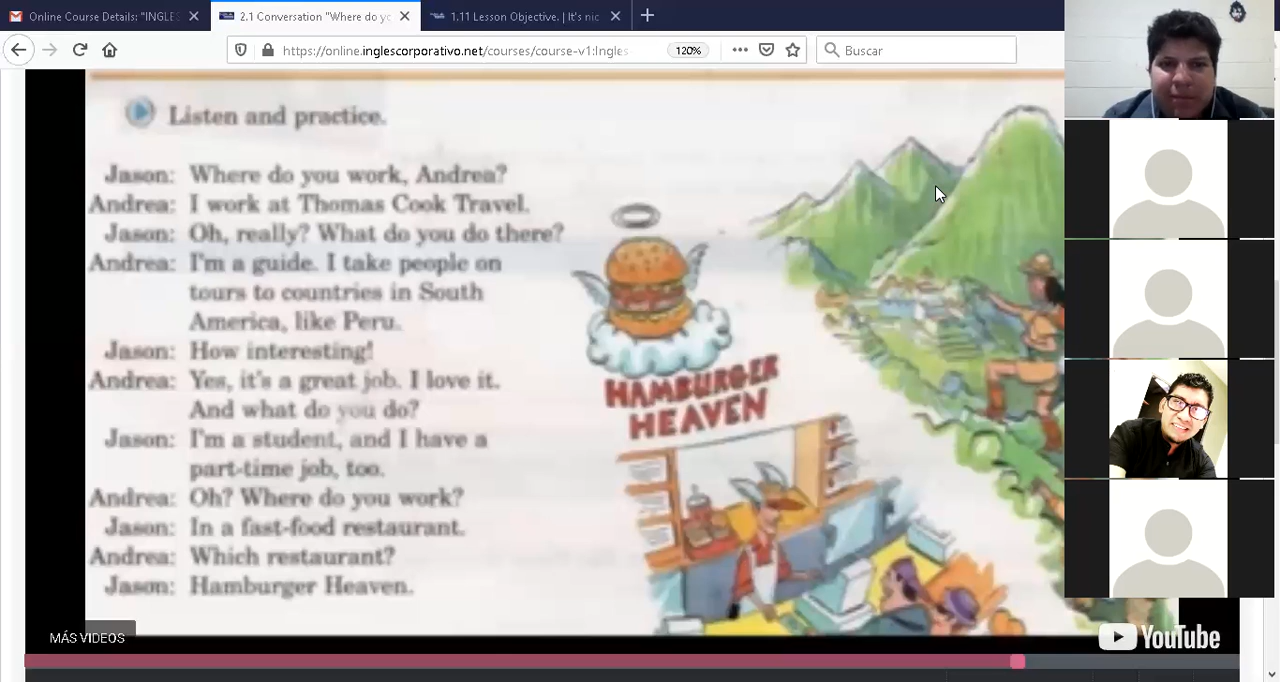 Online Course Details: "INGLES
2.1 Conversation "Where do yo
1.11 Lesson Objective. | It's nic
https://online.inglescorporativo.net/courses/course-v1:Ingles
120%
Buscar
Listen and practice.
Jason: Where do you work, Andrea?
Andrea: I work at Thomas Cook Travel.
Jason: Oh, really? What do you do there?
Andrea: I'm a guide. I take people on
tours to countries in South
America, like Peru.
Jason: How interesting!
Andrea: Yes, it's a great job. I love it.
And what do you do?
Jason: I'm a student, and I have a
part-time job, too.
Andrea: Oh? Where do you work?
Jason: In a fast-food restaurant.
Andrea: Which restaurant?
Jason: Hamburger Heaven.
HAMBURGER
HEAVEN
MÁS VIDEOS
YouTube